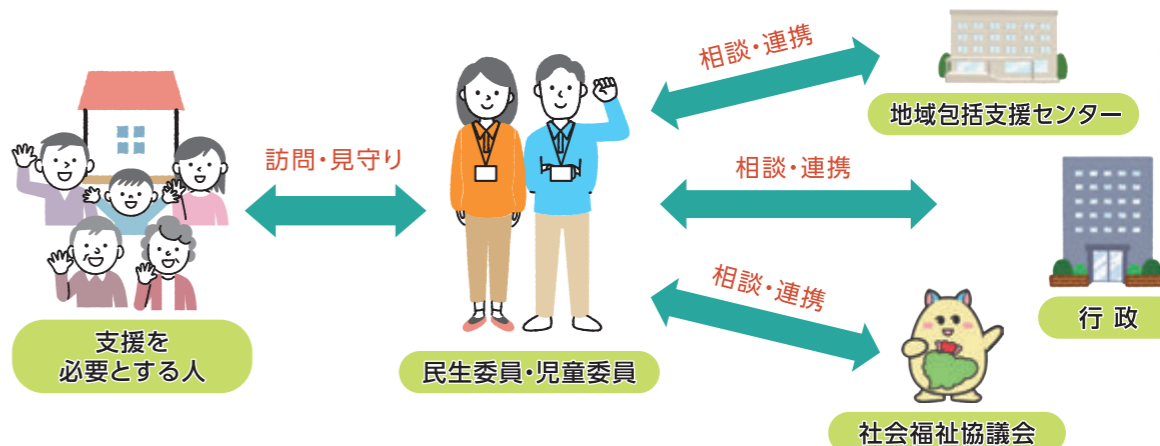 相談・連携
地域包括支援センター
訪問・見守り
相談・連携
相談・連携
行 政
支援を
必要とする人
民生委員・児童委員
社会福祉協議会